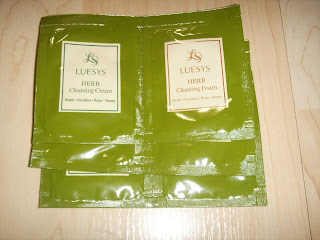 LS
LUESYS
HERB
Cleansing Cream
LS
LUESYS
HERB
Cleansing Foam